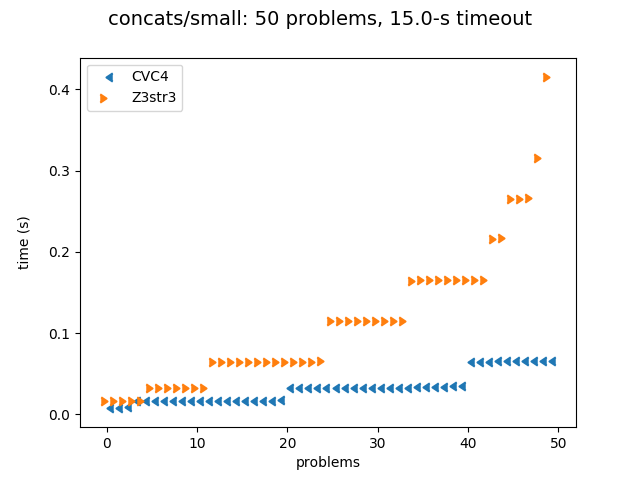 concats/small: 50 problems, 15.0-s timeout
CVC4
Z3str3
time (s)
0.4
0.3
0.2
0.1
0.0
0 10 20 30 40 50
problems